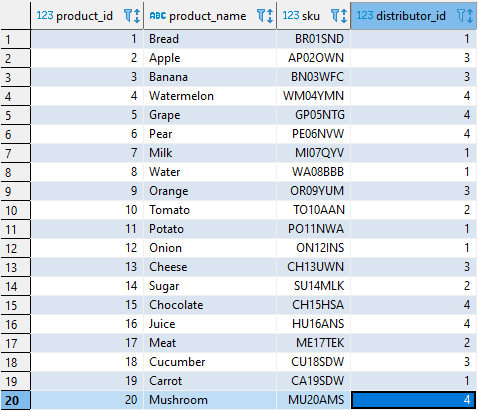 123 product_id ABC product_name 123 sku 123 distributor_id
1 1 Bread BR01SND 1
2 2 Apple AP02OWN 3
3 3 Banana BN03WFC 3
4 4 Watermelon WM04YMN 4
5 5 Grape GP05NTG 4
6 6 Pear PE06NVW 4
7 7 Milk MI07QYV 1
8 8 Water WA08BBB 1
9 9 Orange OR09YUM 3
10 10 Tomato TO10AAN 2
11 11 Potato PO11NWA 1
12 12 Onion ON12INS 1
13 13 Cheese CH13UWN 3
14 14 Sugar SU14MLK 2
15 15 Chocolate CH15HSA 4
16 16 Juice HU16ANS 4
17 17 Meat ME17TEK 2
18 18 Cucumber CU18SDW 3
19 19 Carrot CA19SDW 1
20 20 Mushroom MU20AMS 4